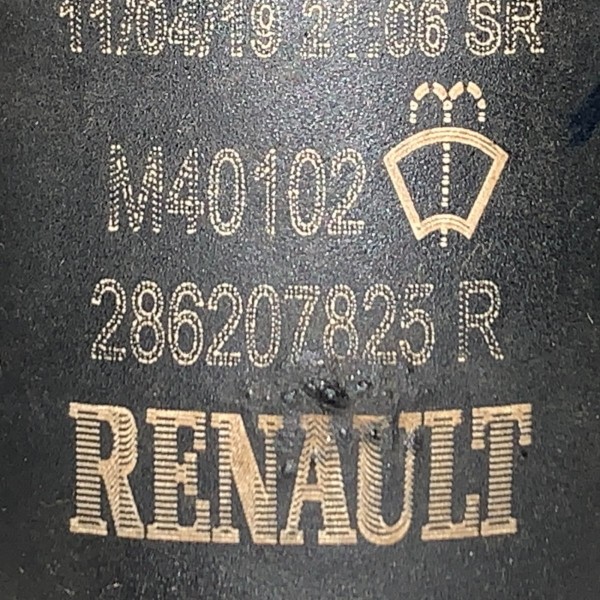 11/04/19 21:06 SR
M40102
286207825 R
RENAULT